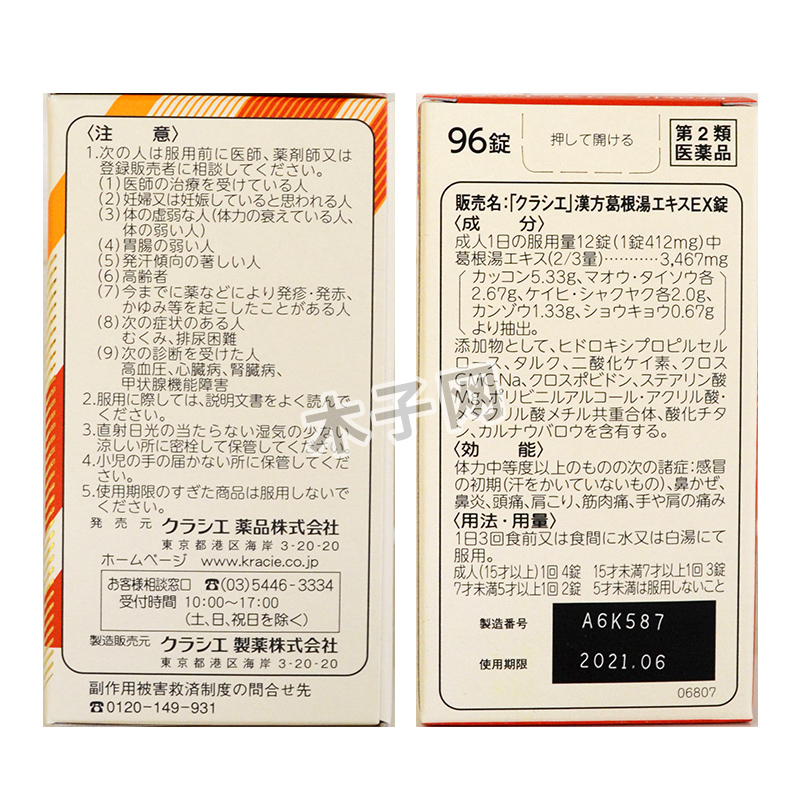 〈注　意〉
1.次の人は服用前に医師、薬剤師又は
登録販売者に相談してください。
(1)医師の治療を受けている人
(2)妊婦又は妊娠していると思われる人
(3)体の虚弱な人(体力の衰えている人、
体の弱い人)
(4)胃腸の弱い人
(5)発汗傾向の著しい人
(6)高齢者
(7)今までに薬などにより発疹・発赤、
かゆみ等を起こしたことがある人
(8)次の症状のある人
むくみ、排尿困難
(9)次の診断を受けた人
高血圧、心臓病、腎臓病、
甲状腺機能障害
2.服用に際しては、説明文書をよく読んで
ください。
3.直射日光の当たらない湿気の少ない
涼しい所に密栓して保管してください。
4.小児の手の届かない所に保管してくだ
さい。
5.使用期限のすぎた商品は服用しないで
ください。
発売元 クラシエ薬品株式会社
東京都港区海岸 3-20-20
ホームページ www.kracie.co.jp
お客様相談窓口 ☎(03)5446-3334
受付時間 10:00〜17:00
(土、日、祝日を除く)
製造販売元 クラシエ製薬株式会社
東京都港区海岸 3-20-20
副作用被害救済制度の問合せ先
☎0120-149-931
96錠 押して開ける 第2類
医薬品
販売名:「クラシエ」漢方葛根湯エキスEX錠
〈成　分〉
成人1日の服用量12錠(1錠412mg)中
葛根湯エキス(2/3量)…………3,467mg
カッコン5.33g、マオウ・タイソウ各
2.67g、ケイヒ・シャクヤク各2.0g、
カンゾウ1.33g、ショウキョウ0.67g
より抽出。
添加物として、ヒドロキシプロピルセル
ロース、タルク、二酸化ケイ素、クロス
CMC-Na、クロスポビドン、ステアリン酸
Mg、ポリビニルアルコール・アクリル酸・
メタクリル酸メチル共重合体、酸化チタ
ン、カルナウバロウを含有する。
〈効　能〉
体力中等度以上のものの次の諸症:感冒
の初期(汗をかいていないもの)、鼻かぜ、
鼻炎、頭痛、肩こり、筋肉痛、手や肩の痛み
〈用法・用量〉
1日3回食前又は食間に水又は白湯にて
服用。
成人(15才以上)1回4錠 15才未満7才以上1回3錠
7才未満5才以上1回2錠 5才未満は服用しないこと
製造番号 A6K587
使用期限 2021.06
06807
木子网